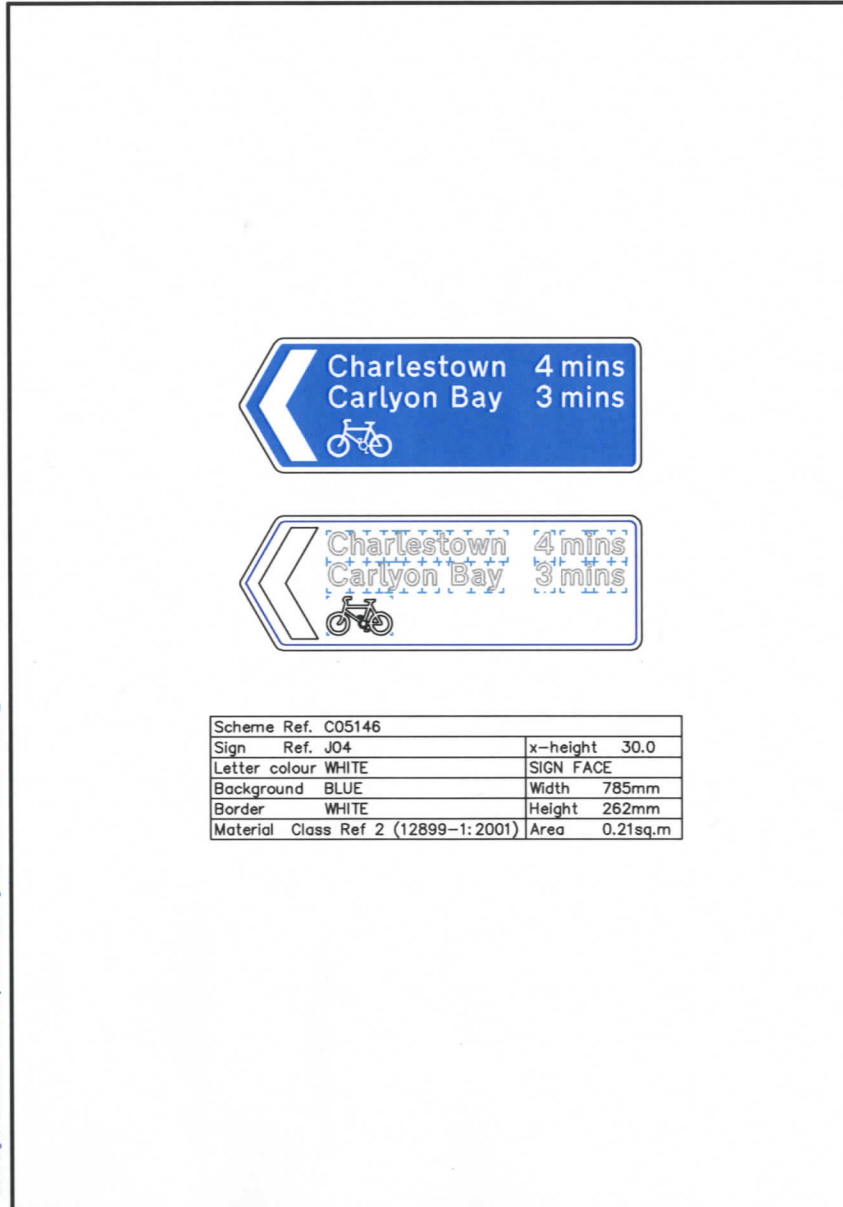 Charlestown 4 mins
Carlyon Bay 3 mins
Charlestown 4 mins
Carlyon Bay 3 mins
Scheme Ref. C05146
Sign Ref. J04 x-height 30.0
Letter colour WHITE SIGN FACE
Background BLUE Width 785mm
Border WHITE Height 262mm
Material Class Ref 2 (12899-1:2001) Area 0.21sq.m